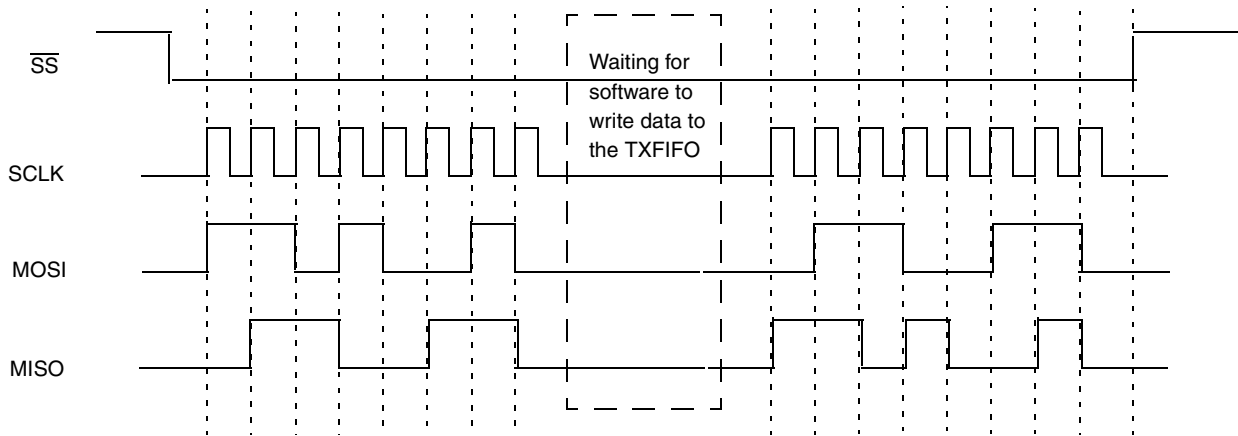 SS
Waiting for
software to
write data to
the TXFIFO
SCLK
MOSI
MISO